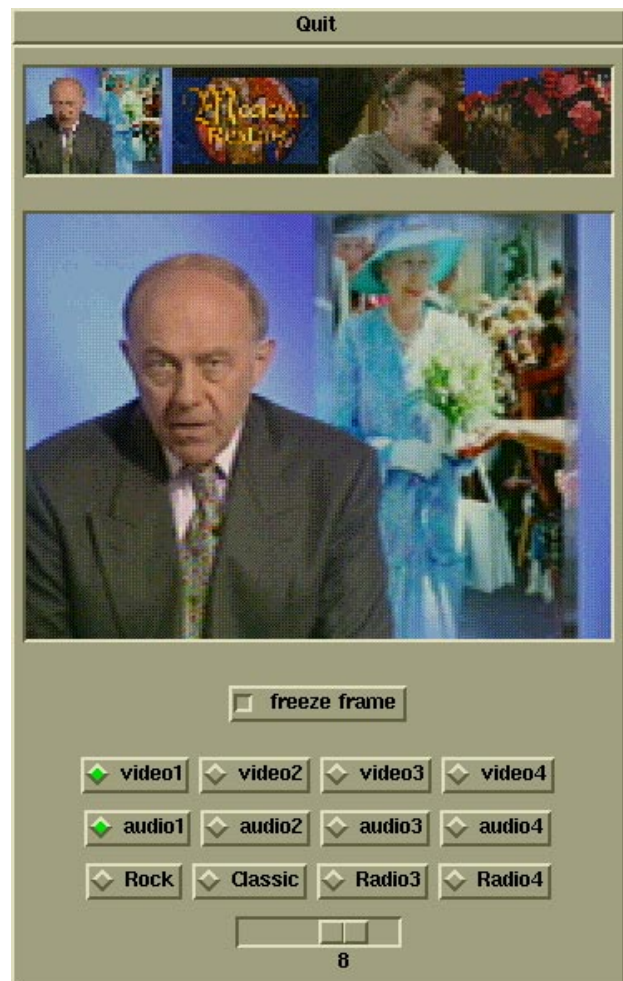 Quit
freeze frame
video1 video2 video3 video4
audio1 audio2 audio3 audio4
Rock Classic Radio3 Radio4
8